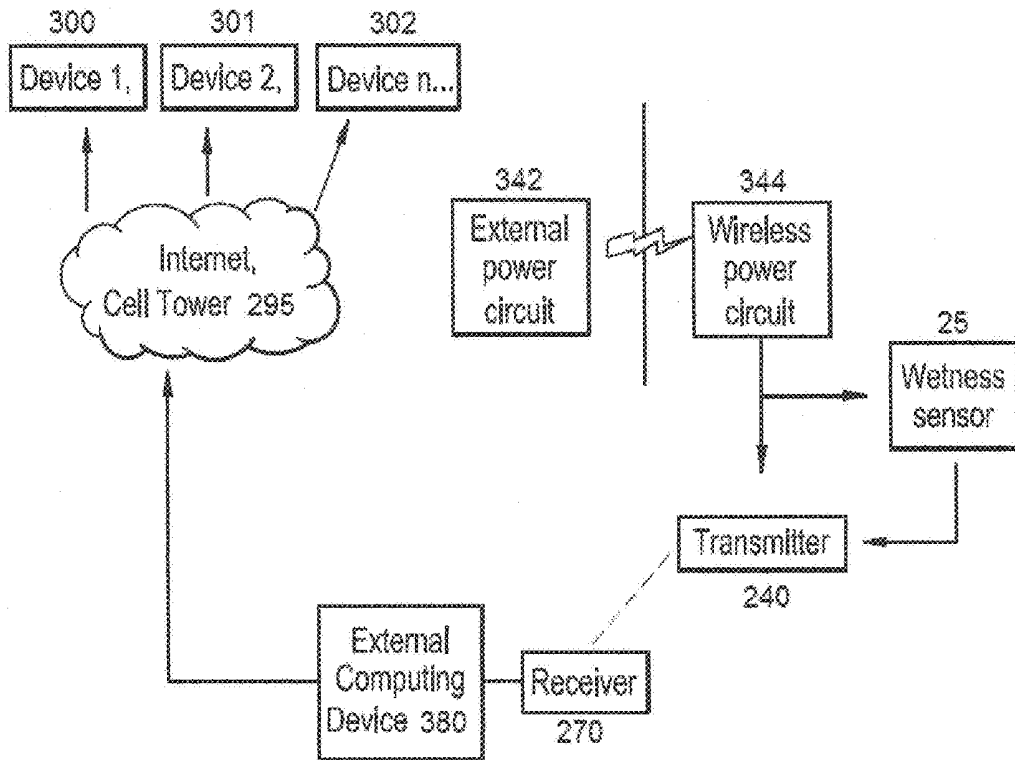 300
301
302
Device 1,
Device 2,
Device n...
342
344
External
power
circuit
Wireless
power
circuit
Internet,
Cell Tower 295
25
Wetness
sensor
Transmitter
240
External
Computing
Device 380
Receiver
270